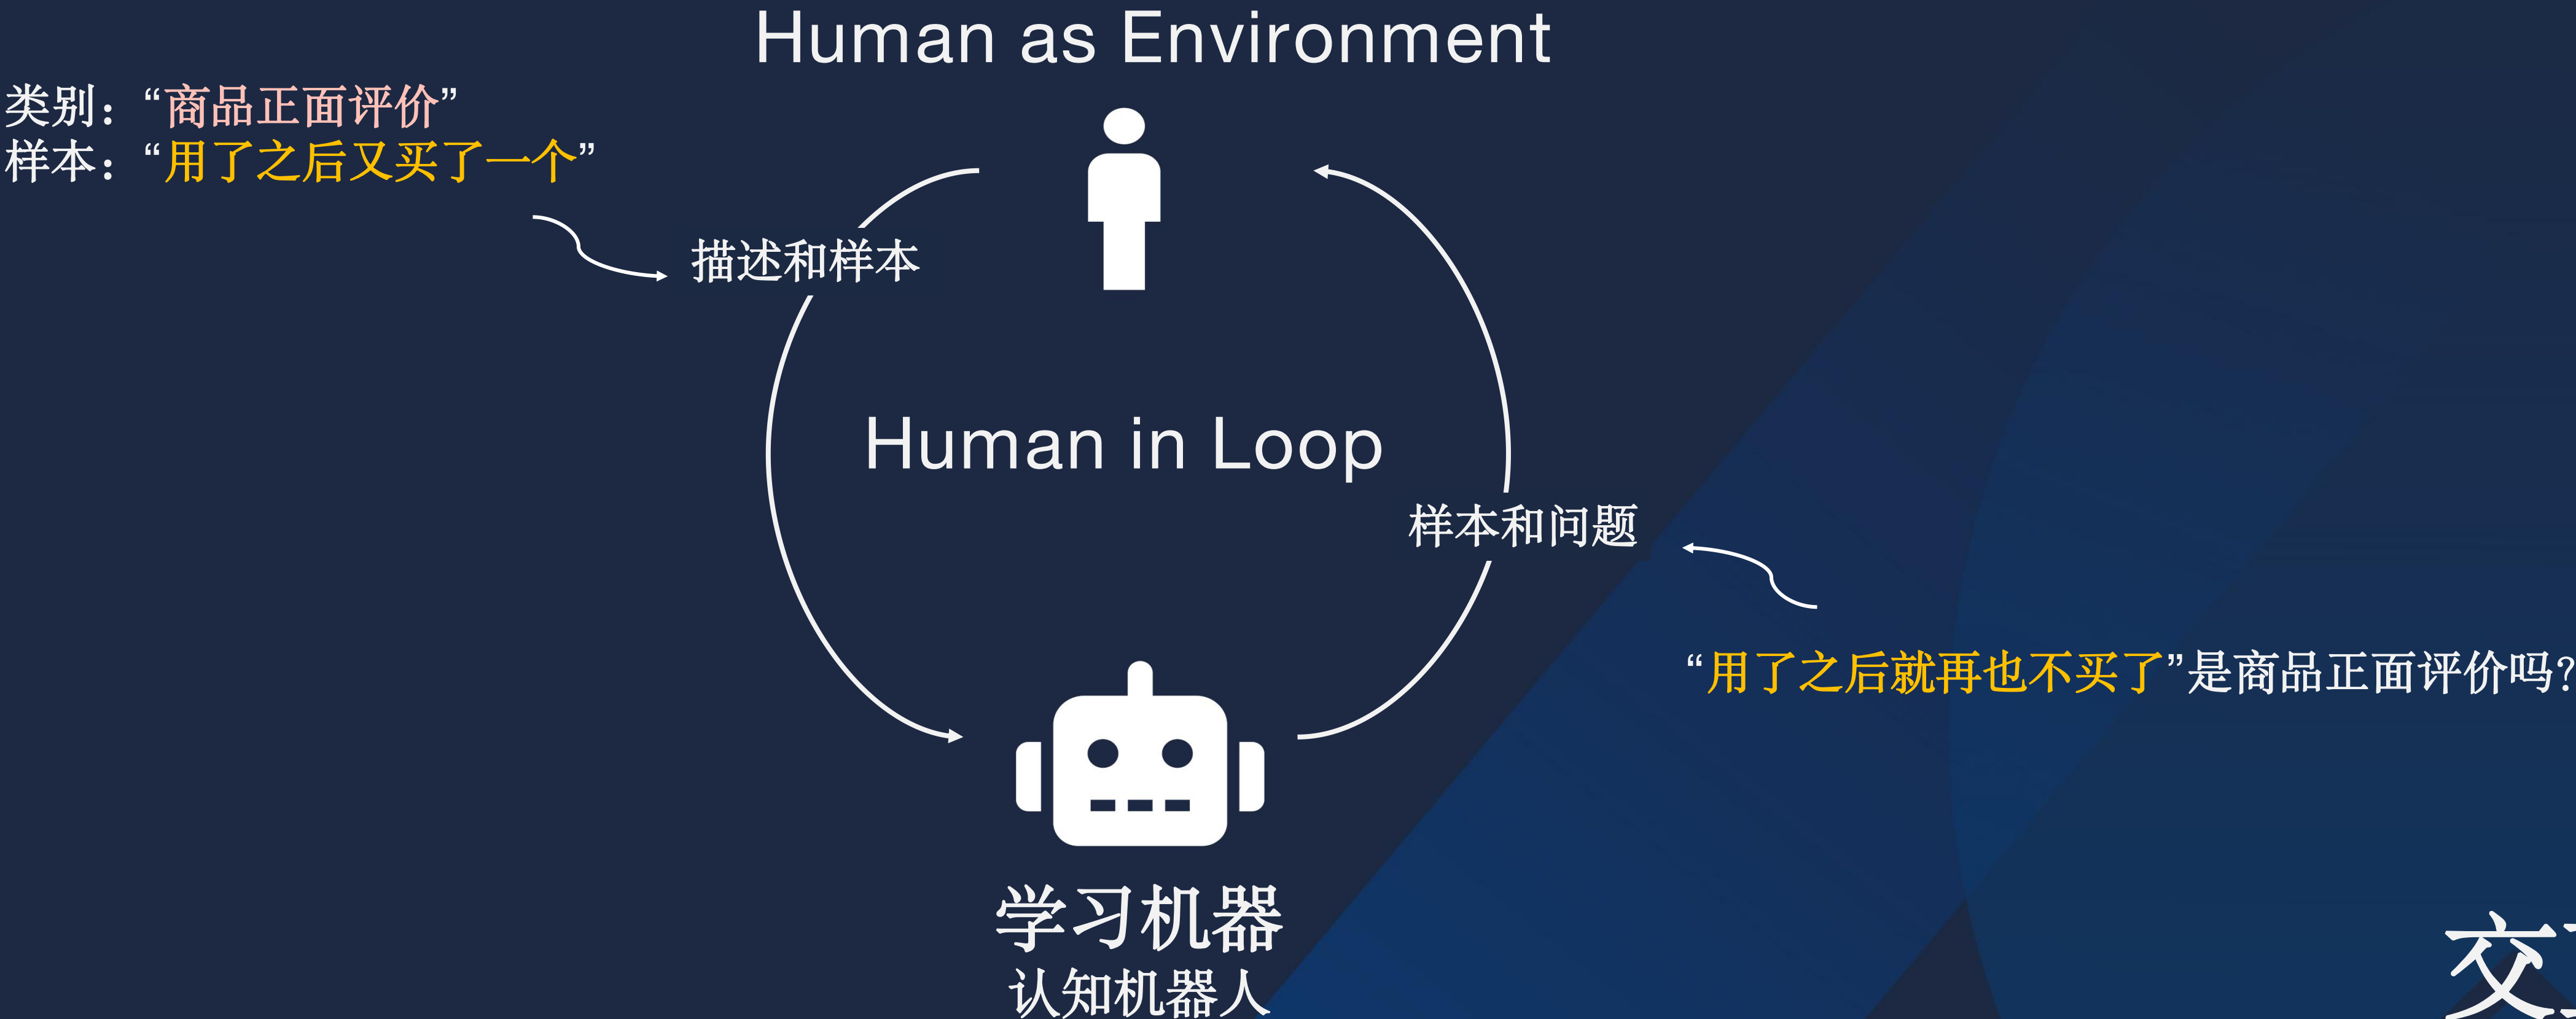 Human as Environment
类别：“商品正面评价”
样本：“用了之后又买了一个”
描述和样本
Human in Loop
样本和问题
“用了之后就再也不买了”是商品正面评价吗？
学习机器
认知机器人
交